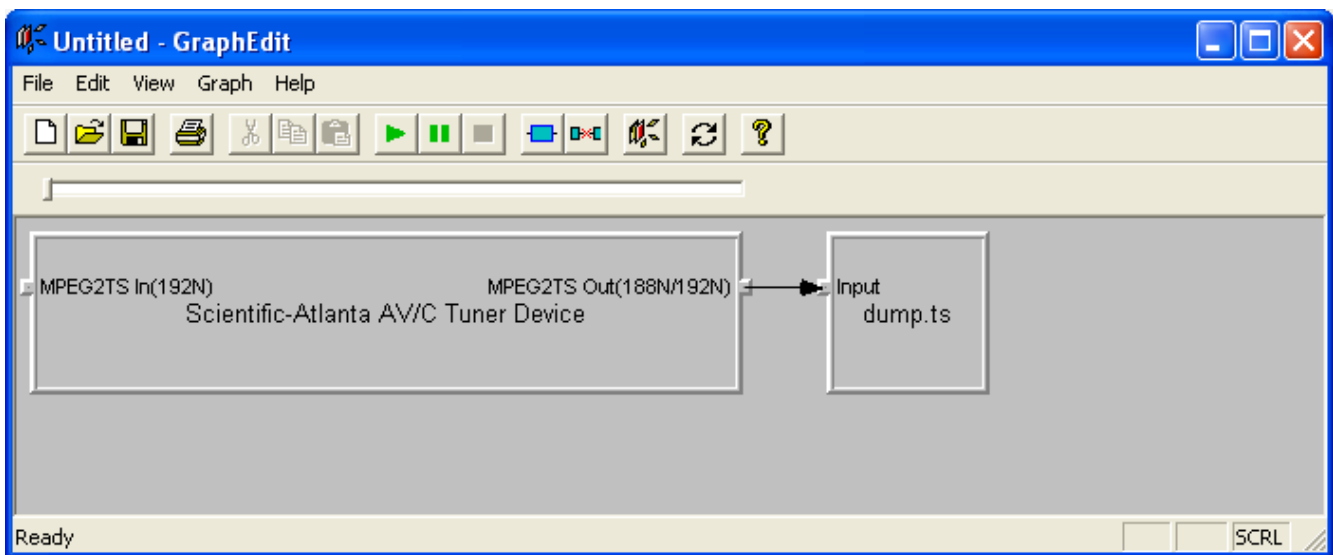 Untitled - GraphEdit
File Edit View Graph Help
MPEG2TS In(192N) MPEG2TS Out(188N/192N) Input
Scientific-Atlanta AV/C Tuner Device dump.ts
Ready SCRL